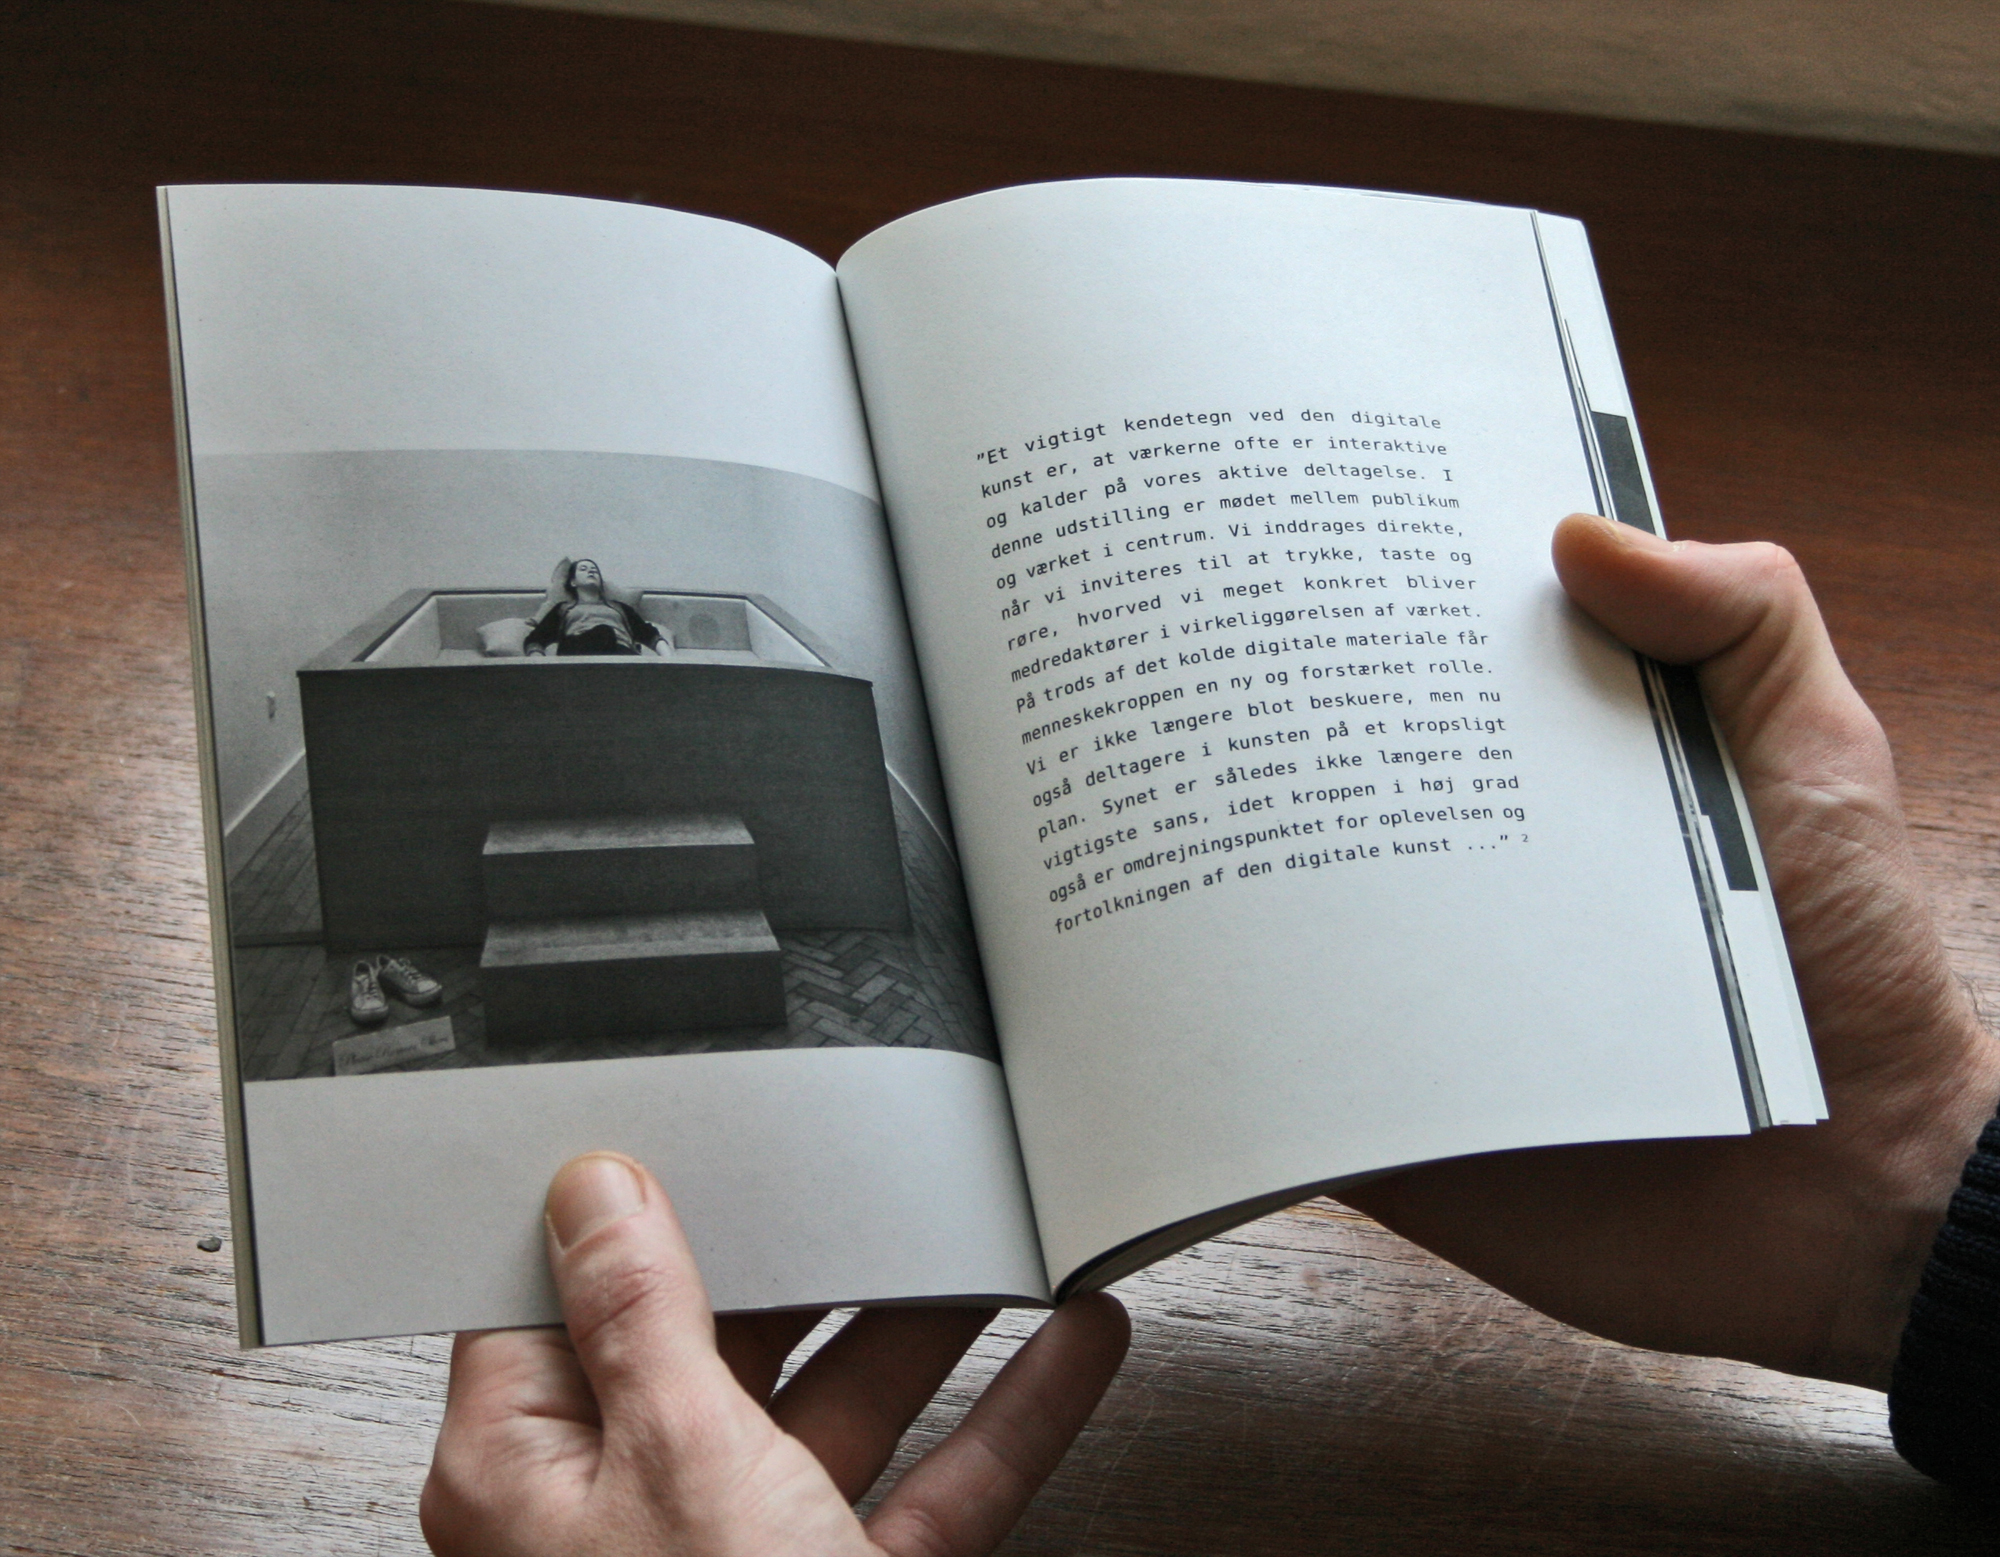 "Et vigtigt kendetegn ved den digitale
kunst er, at værkerne ofte er interaktive
og kalder på vores aktive deltagelse. I
denne udstilling er mødet mellem publikum
og værket i centrum. Vi inddrages direkte,
når vi inviteres til at trykke, taste og
røre, hvorved vi meget konkret bliver
medredaktører i virkeliggørelsen af værket.
På trods af det kolde digitale materiale får
menneskekroppen en ny og forstærket rolle.
Vi er ikke længere blot beskuere, men nu
også deltagere i kunsten på et kropsligt
plan. Synet er således ikke længere den
vigtigste sans, idet kroppen i høj grad
også er omdrejningspunktet for oplevelsen og
fortolkningen af den digitale kunst ..." ²